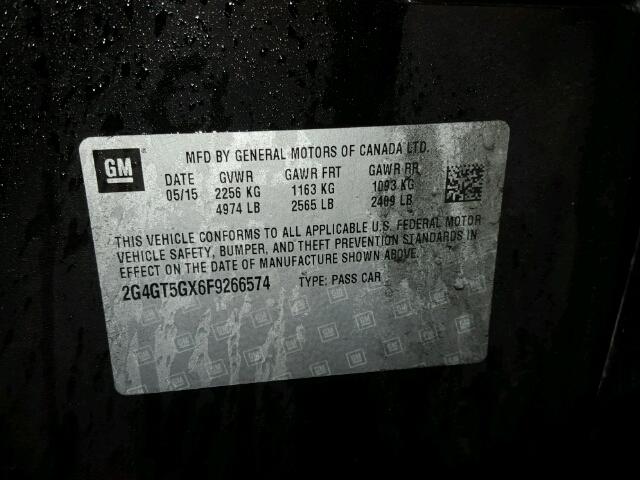 GM
MFD BY GENERAL MOTORS OF CANADA LTD.
DATE GVWR GAWR FRT GAWR RR
05/15 2256 KG 1163 KG 1093 KG
4974 LB 2565 LB 2409 LB
THIS VEHICLE CONFORMS TO ALL APPLICABLE U.S. FEDERAL MOTOR
VEHICLE SAFETY, BUMPER, AND THEFT PREVENTION STANDARDS IN
EFFECT ON THE DATE OF MANUFACTURE SHOWN ABOVE.
2G4GT5GX6F9266574 TYPE: PASS CAR